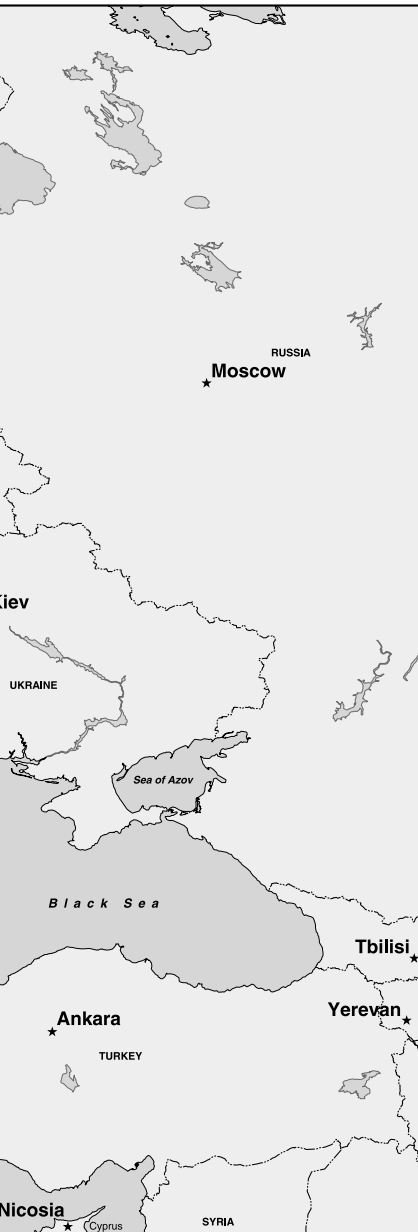 RUSSIA
Moscow
Kiev
UKRAINE
Sea of Azov
Black Sea
Tbilisi
Yerevan
Ankara
TURKEY
Nicosia
Cyprus
SYRIA